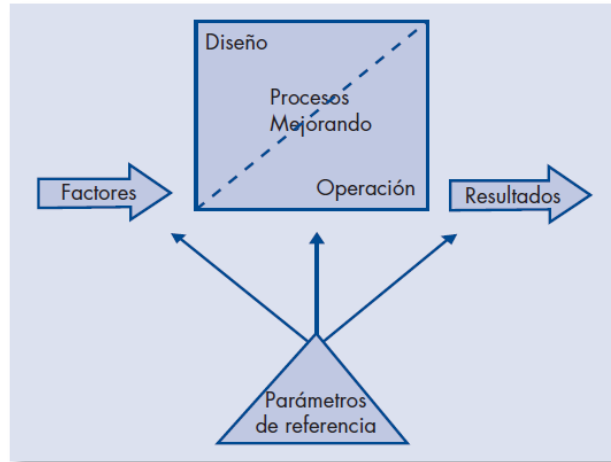 Diseño
Procesos
Mejorando
Operación
Factores
Resultados
Parámetros
de referencia